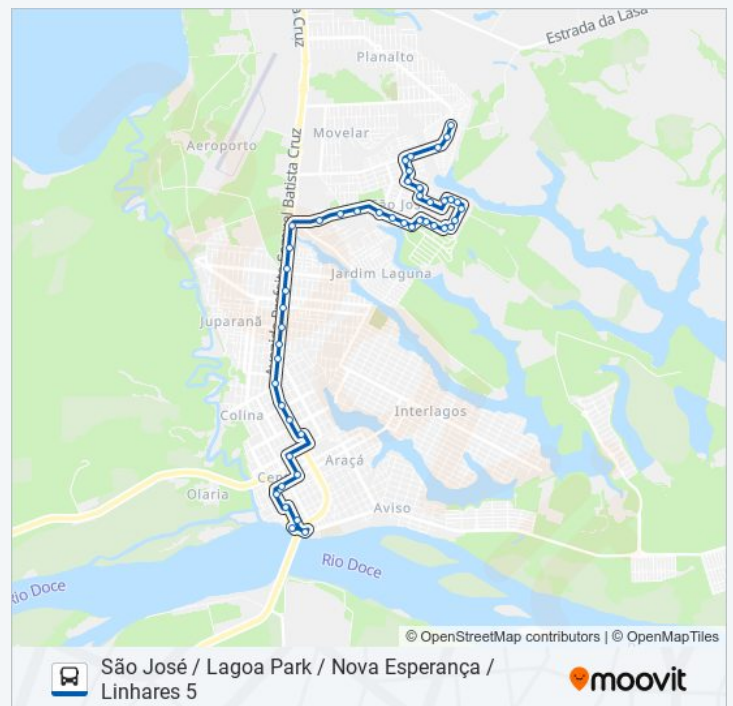 a Cruz
Estrada da Lasa
Planalto
Movelar
Aeroporto
São José
Jardim Laguna
Juparanã
Colina
Interlagos
Araçá
Centro
Olaria
Aviso
Rio Doce
Rio Doce
© OpenStreetMap contributors | © OpenMapTiles
São José / Lagoa Park / Nova Esperança /
Linhares 5
moovit